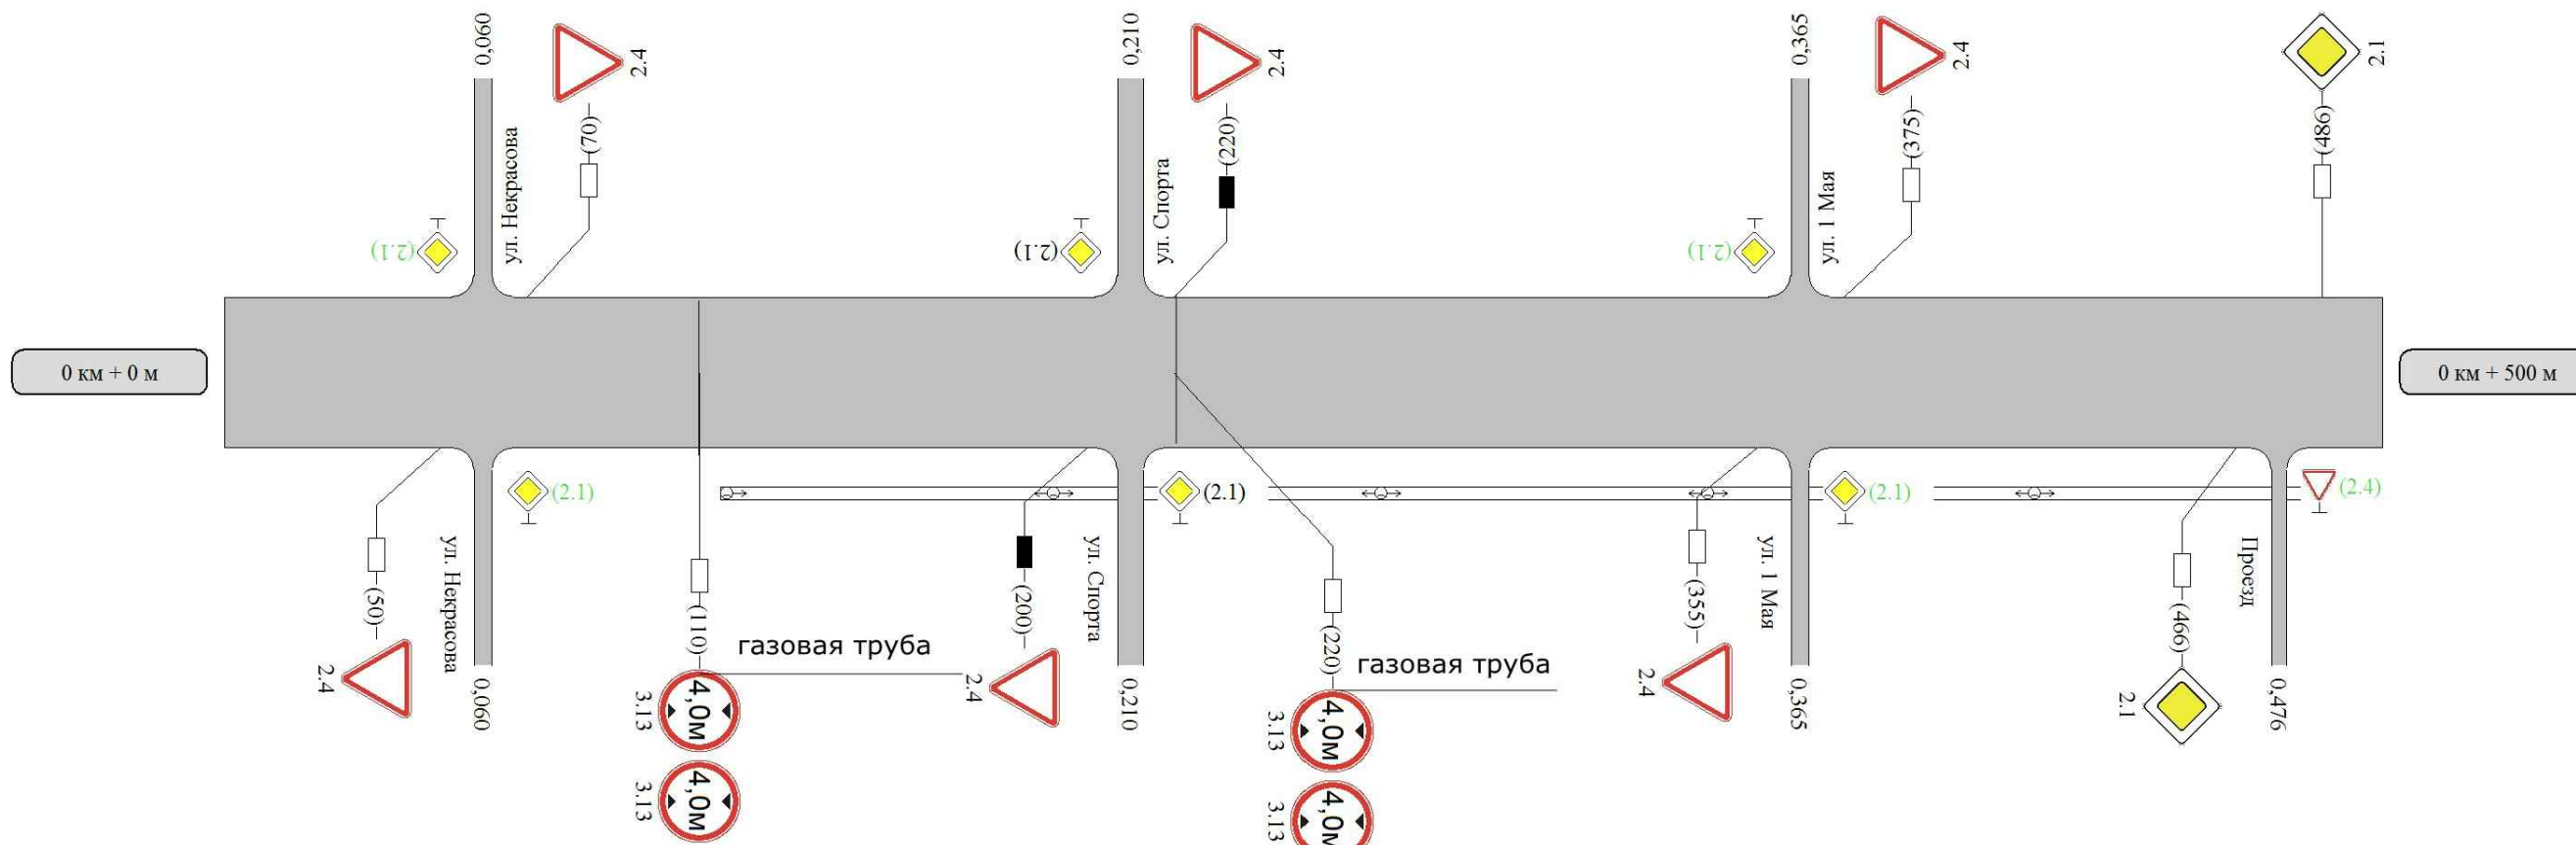 0,060
2.4
(70)
ул. Некрасова
(2.1)
0,210
2.4
(220)
ул. Спорта
(2.1)
0,365
2.4
(375)
ул. 1 Мая
(2.1)
2.1
(486)
0 км + 0 м
0 км + 500 м
(2.1)
(2.1)
(2.1)
(2.4)
(50)
2.4
ул. Некрасова
0,060
(110)
газовая труба
3.13
4,0м
3.13
4,0м
(200)
2.4
ул. Спорта
0,210
(220)
газовая труба
3.13
4,0м
3.13
4,0м
(355)
2.4
ул. 1 Мая
0,365
(466)
2.1
Проезд
0,476